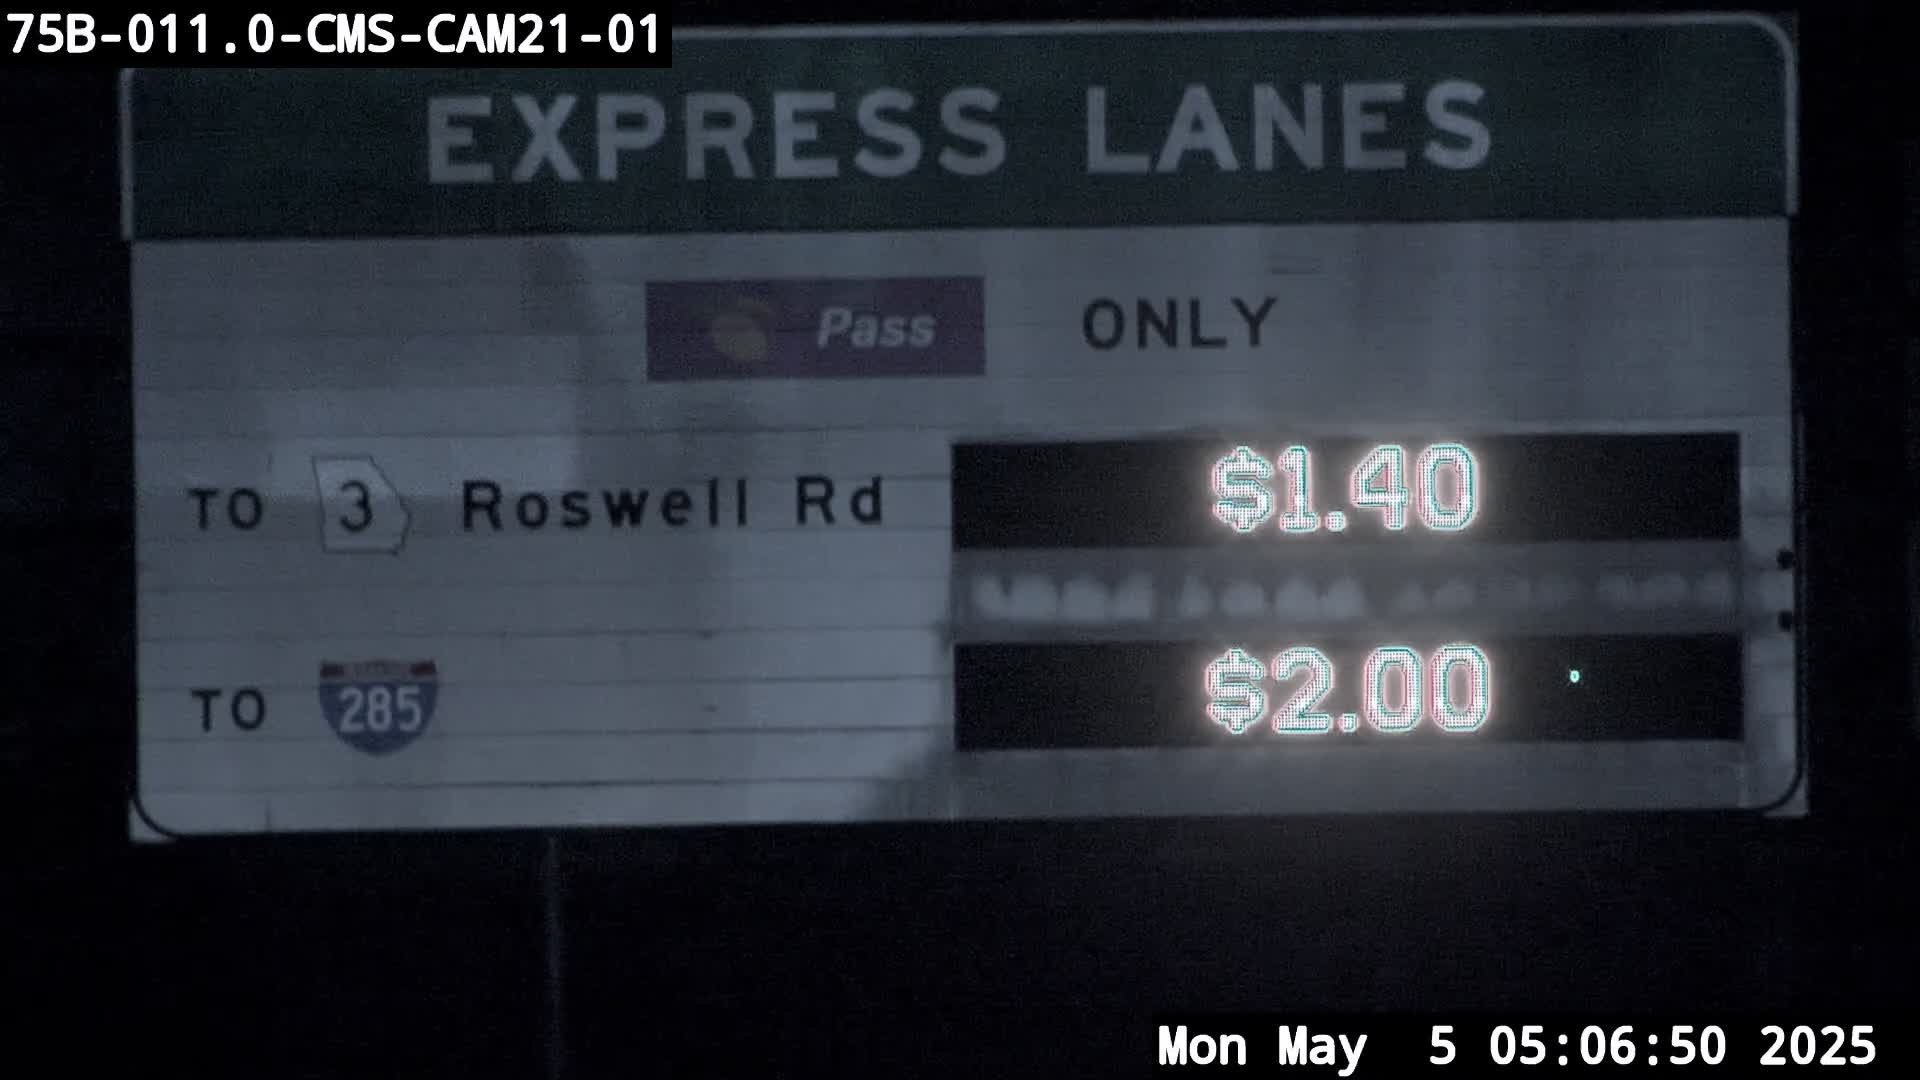 75B-011.0-CMS-CAM21-01
EXPRESS LANES
Pass ONLY
TO 3 Roswell Rd $1.40
TO 285 $2.00
Mon May 5 05:06:50 2025